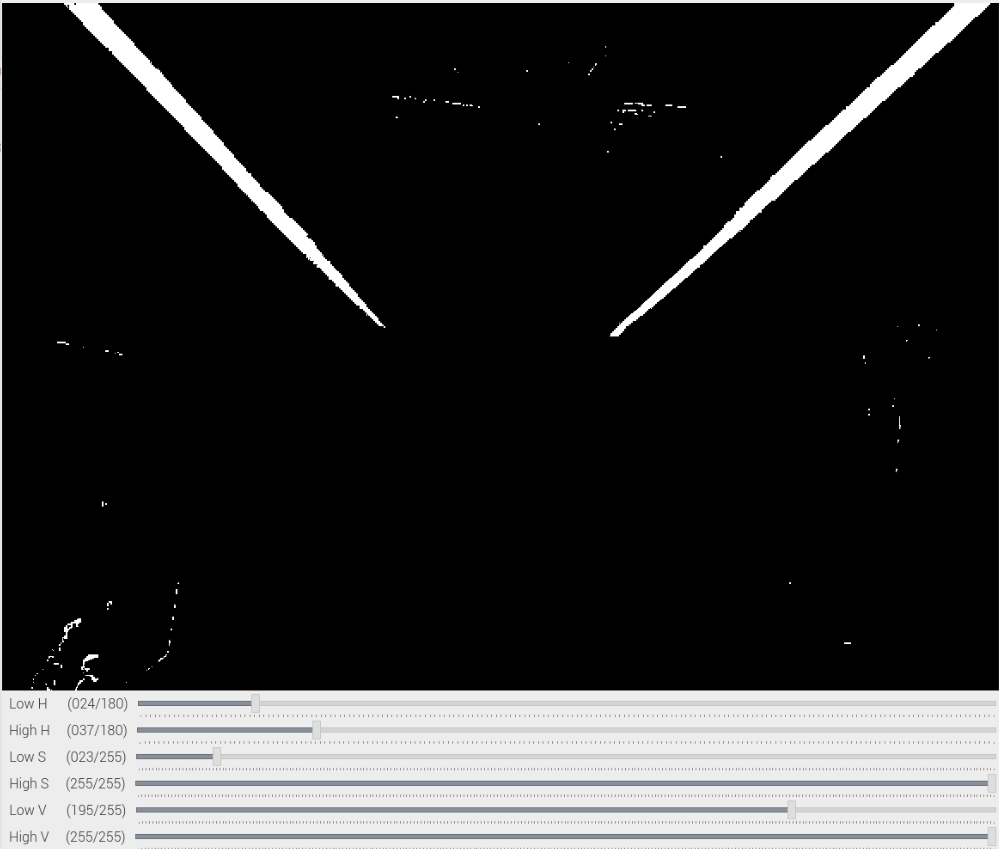 Low H (024/180)
High H (037/180)
Low S (023/255)
High S (255/255)
Low V (195/255)
High V (255/255)